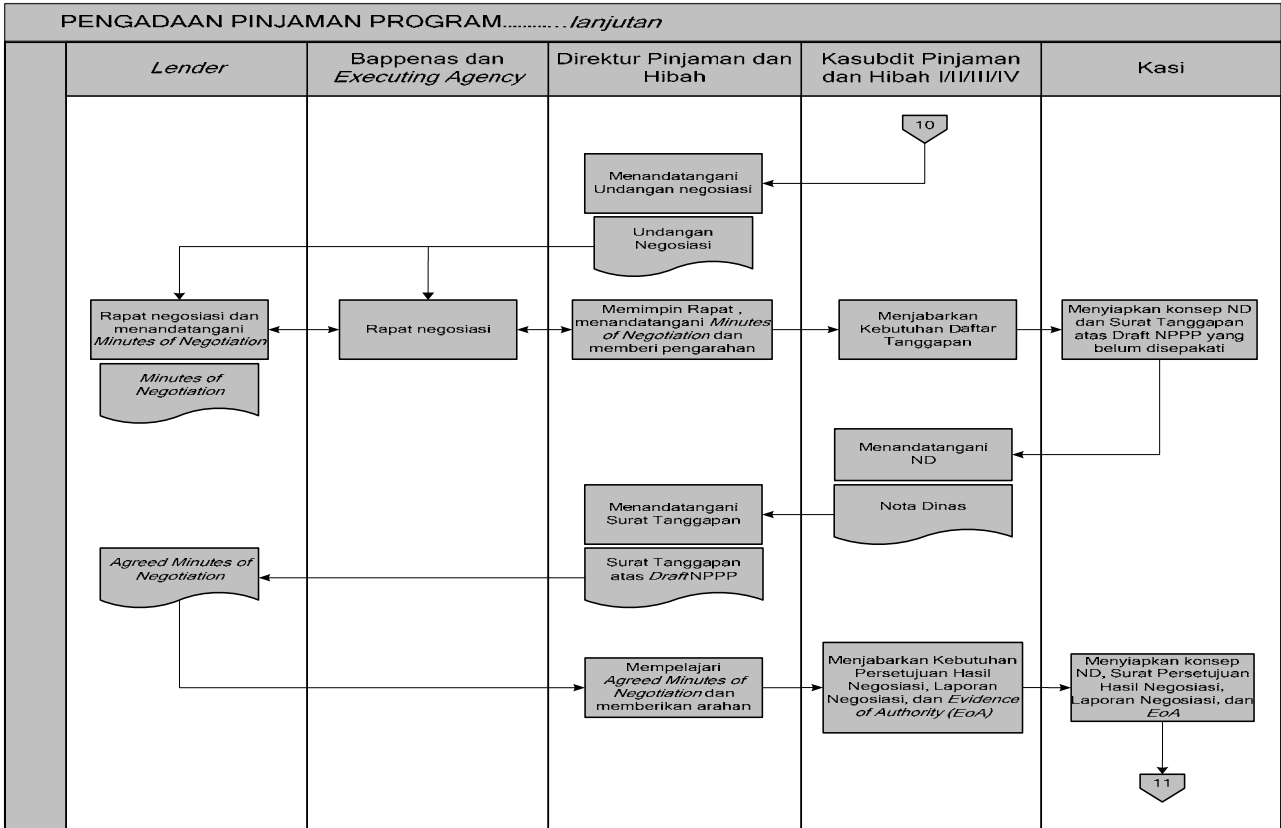 PENGADAAN PINJAMAN PROGRAM...........lanjutan
Lender
Bappenas dan
Executing Agency
Direktur Pinjaman dan
Hibah
Kasubdit Pinjaman
dan Hibah I/II/III/IV
Kasi
10
Menandatangani
Undangan negosiasi
Undangan
Negosiasi
Rapat negosiasi dan
menandatangani
Minutes of Negotiation
Rapat negosiasi
Memimpin Rapat ,
menandatangani Minutes
of Negotiation dan
memberi pengarahan
Menjabarkan
Kebutuhan Daftar
Tanggapan
Menyiapkan konsep ND
dan Surat Tanggapan
atas Draft NPPP yang
belum disepakati
Minutes of
Negotiation
Menandatangani
ND
Nota Dinas
Menandatangani
Surat Tanggapan
Surat Tanggapan
atas Draft NPPP
Agreed Minutes of
Negotiation
Mempelajari
Agreed Minutes of
Negotiation dan
memberikan arahan
Menjabarkan Kebutuhan
Persetujuan Hasil
Negosiasi, Laporan
Negosiasi, dan Evidence
of Authority (EoA)
Menyiapkan konsep
ND, Surat Persetujuan
Hasil Negosiasi,
Laporan Negosiasi, dan
EoA
11